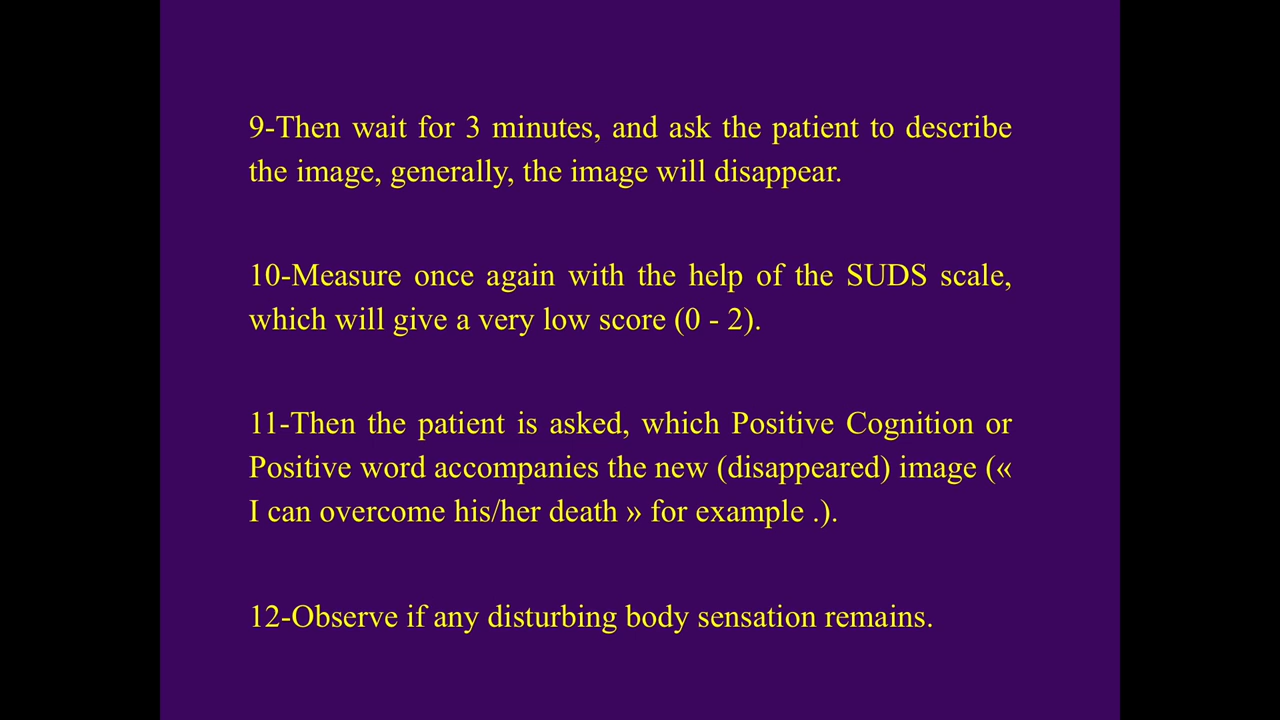 9-Then wait for 3 minutes, and ask the patient to describe
the image, generally, the image will disappear.
10-Measure once again with the help of the SUDS scale,
which will give a very low score (0 - 2).
11-Then the patient is asked, which Positive Cognition or
Positive word accompanies the new (disappeared) image («
I can overcome his/her death » for example .).
12-Observe if any disturbing body sensation remains.